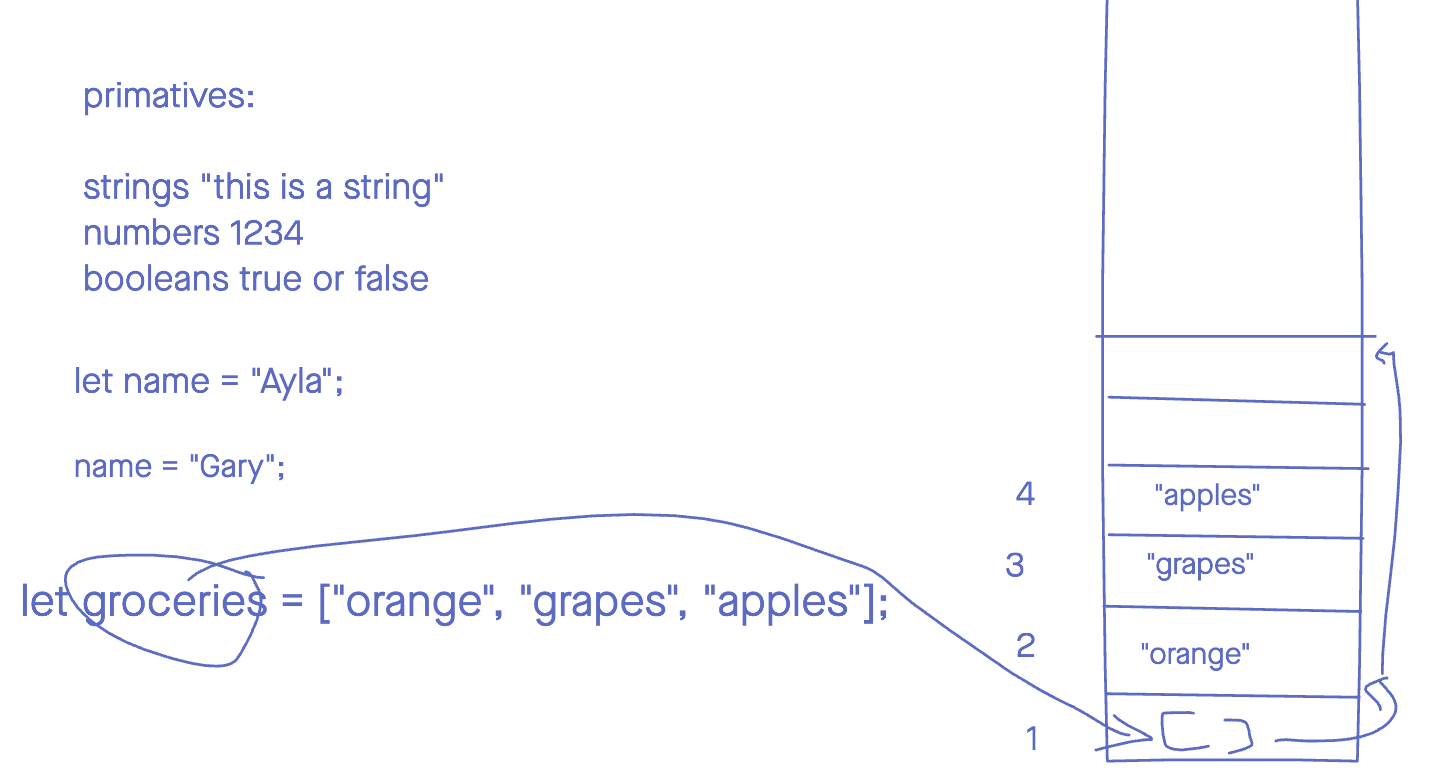 primatives:
strings "this is a string"
numbers 1234
booleans true or false
let name = "Ayla";
name = "Gary";
let groceries = ["orange", "grapes", "apples"];
4 "apples"
3 "grapes"
2 "orange"
1 [ ]